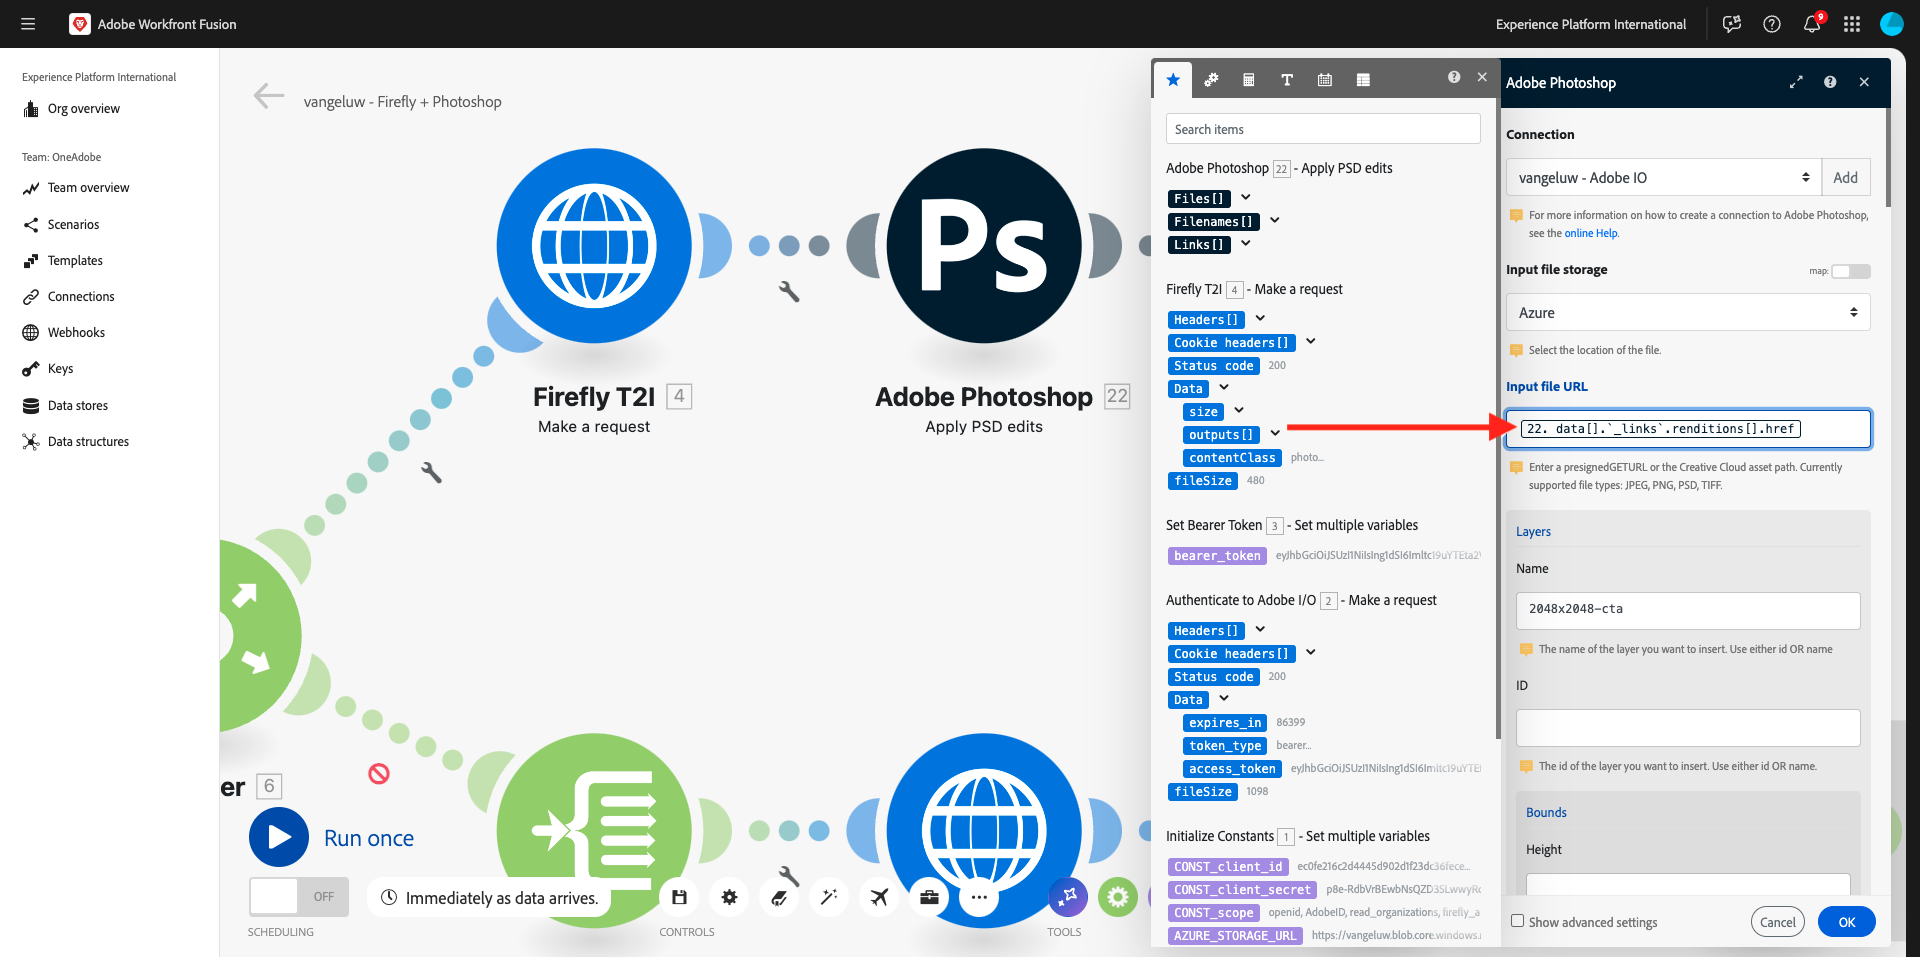 Adobe Workfront Fusion
Experience Platform International
9
Experience Platform International
Org overview
Team: OneAdobe
Team overview
Scenarios
Templates
Connections
Webhooks
Keys
Data stores
Data structures
vangeluw - Firefly + Photoshop
Firefly T2I 4
Make a request
Ps
Adobe Photoshop 22
Apply PSD edits
er 6
Run once
OFF
Immediately as data arrives.
SCHEDULING
CONTROLS
TOOLS
Search items
Adobe Photoshop 22 - Apply PSD edits
Files[]
Filenames[]
Links[]
Firefly T2I 4 - Make a request
Headers[]
Cookie headers[]
Status code 200
Data
size
outputs[]
contentClass photo...
fileSize 480
Set Bearer Token 3 - Set multiple variables
bearer_token
Authenticate to Adobe I/O 2 - Make a request
Headers[]
Cookie headers[]
Status code 200
Data
expires_in 86399
token_type bearer...
access_token
fileSize 1098
Initialize Constants 1 - Set multiple variables
CONST_client_id
CONST_client_secret
CONST_scope openid, AdobeID, read_organizations, firefly_a
AZURE_STORAGE_URL https://vangeluw.blob.core.windows.
Adobe Photoshop
Connection
vangeluw - Adobe IO
Add
For more information on how to create a connection to Adobe Photoshop,
see the online Help.
Input file storage
map:
Azure
Select the location of the file.
Input file URL
22. data[].`_links`.renditions[].href
Enter a presignedGETURL or the Creative Cloud asset path. Currently
supported file types: JPEG, PNG, PSD, TIFF.
Layers
Name
2048x2048-cta
The name of the layer you want to insert. Use either id OR name
ID
The id of the layer you want to insert. Use either id OR name.
Bounds
Height
Show advanced settings
Cancel
OK